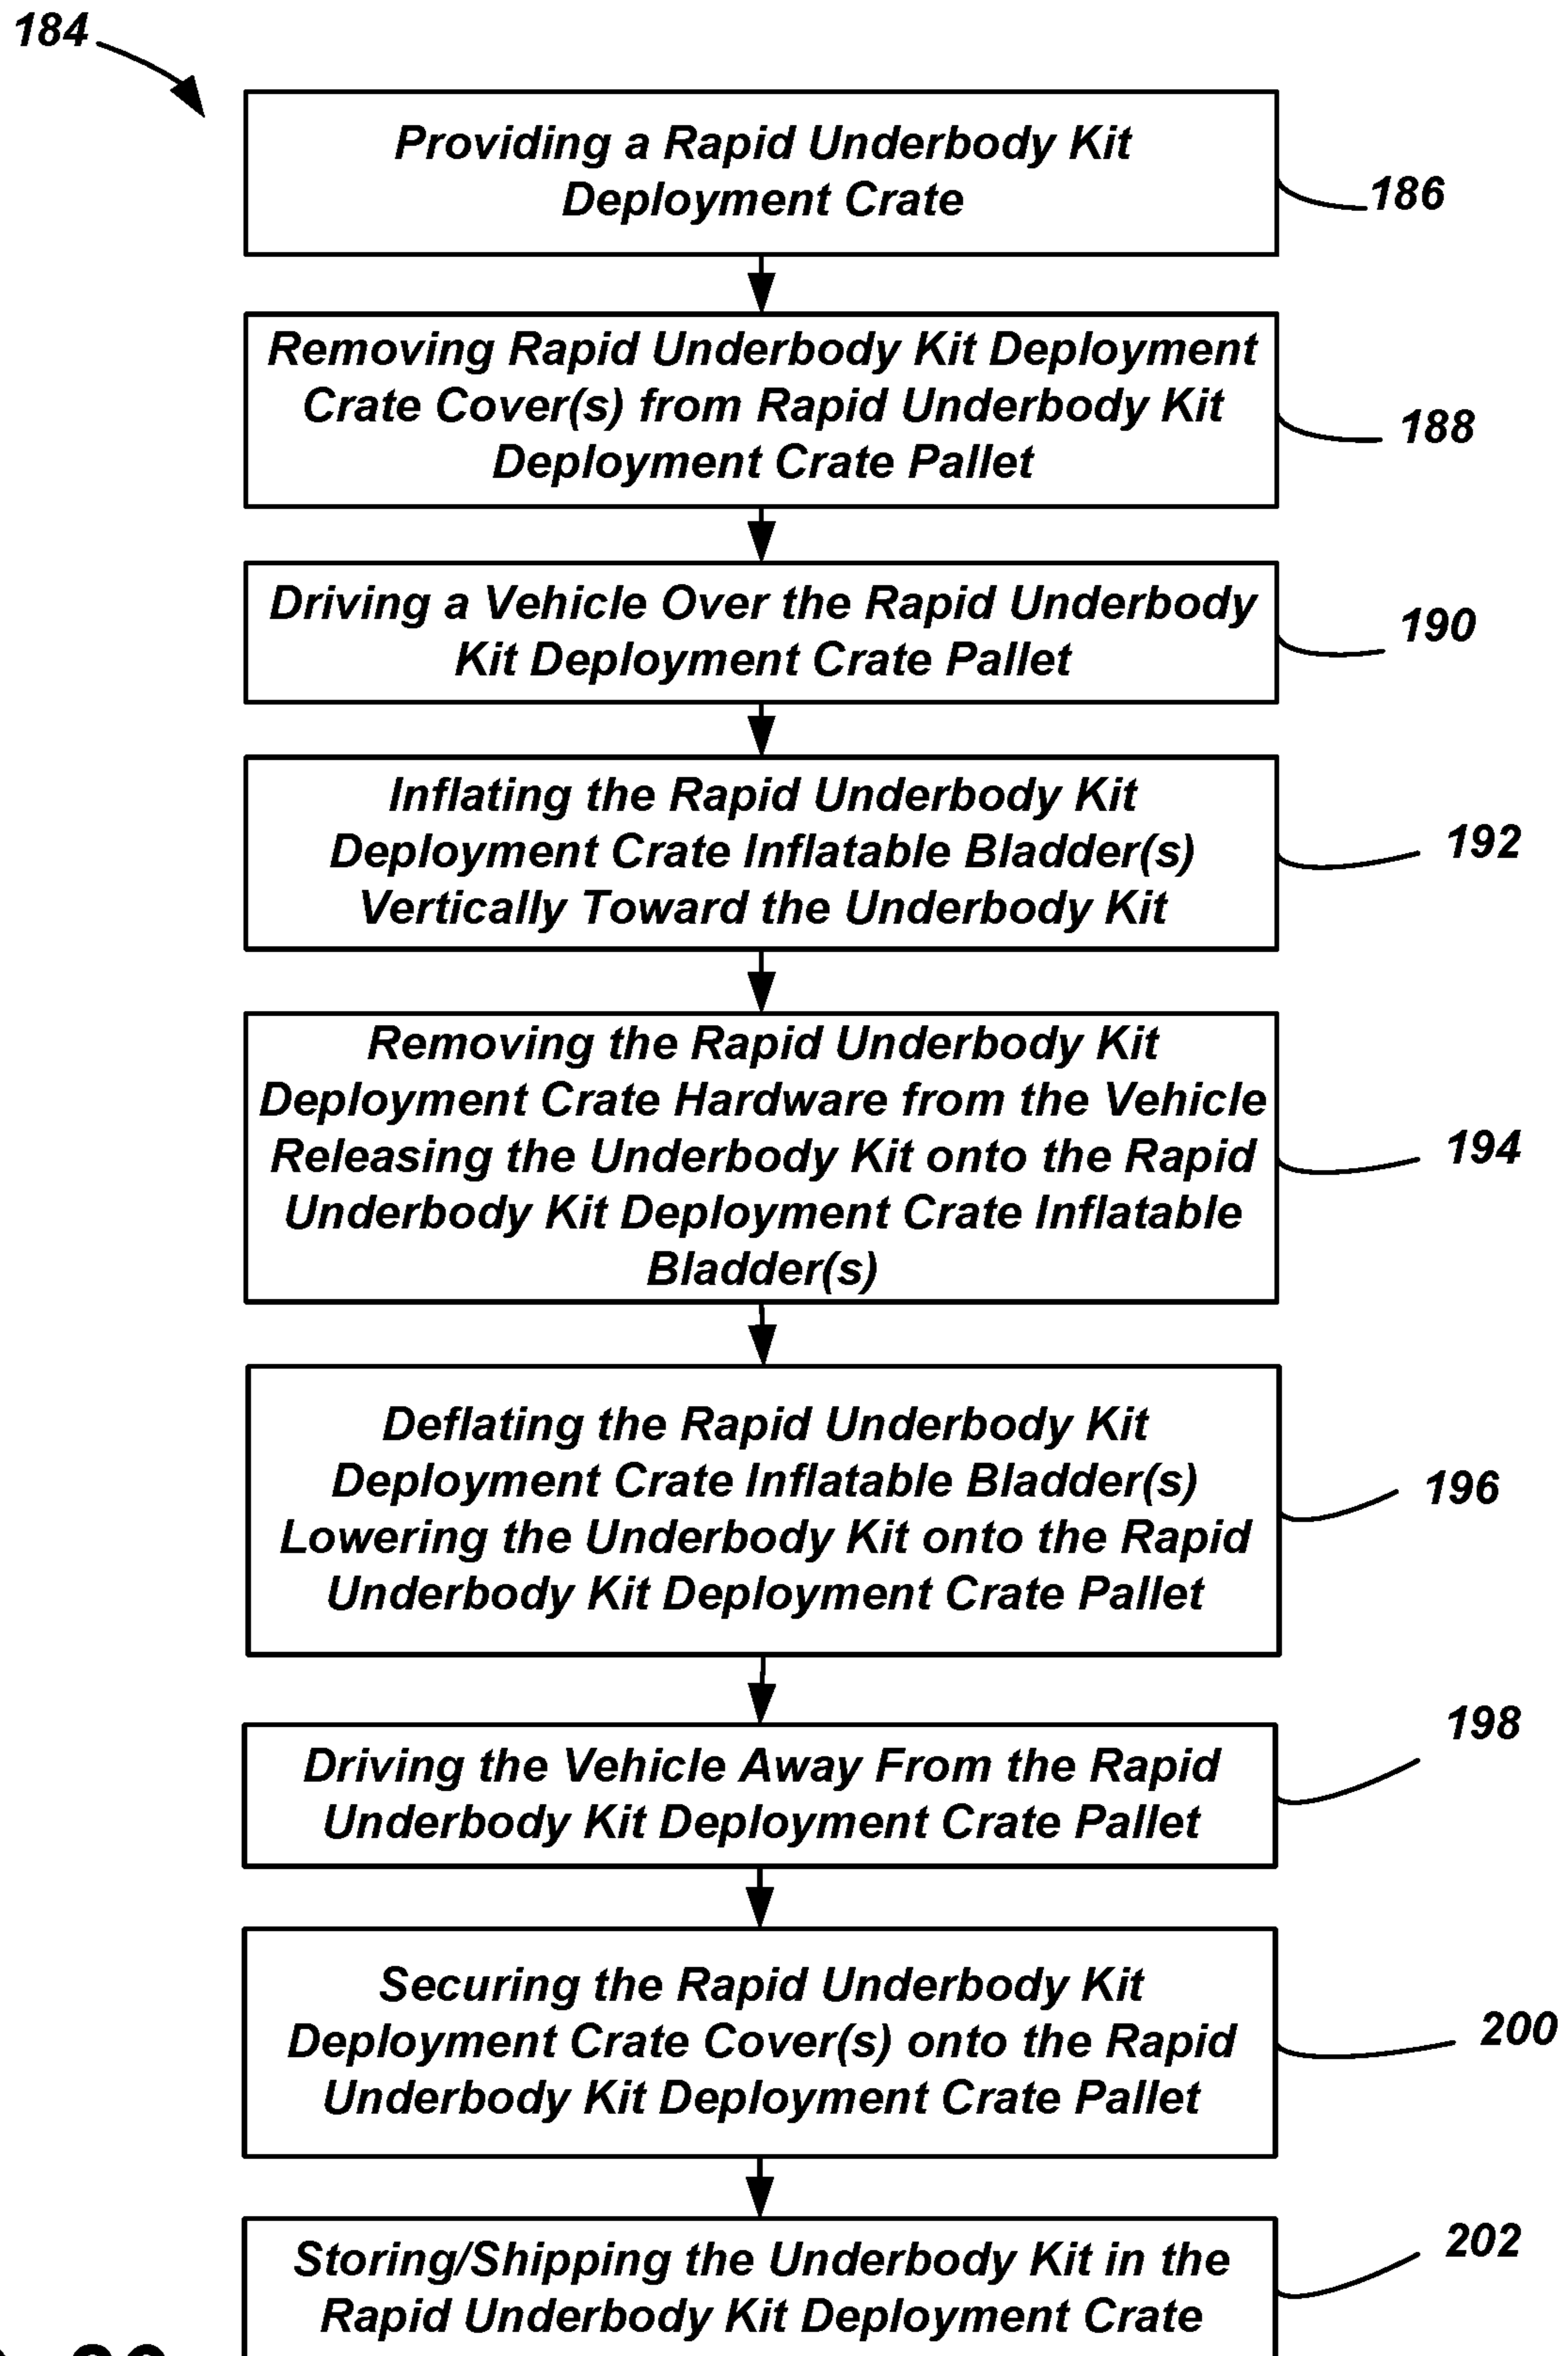 184
Providing a Rapid Underbody Kit
Deployment Crate
186
Removing Rapid Underbody Kit Deployment
Crate Cover(s) from Rapid Underbody Kit
Deployment Crate Pallet
188
Driving a Vehicle Over the Rapid Underbody
Kit Deployment Crate Pallet
190
Inflating the Rapid Underbody Kit
Deployment Crate Inflatable Bladder(s)
Vertically Toward the Underbody Kit
192
Removing the Rapid Underbody Kit
Deployment Crate Hardware from the Vehicle
Releasing the Underbody Kit onto the Rapid
Underbody Kit Deployment Crate Inflatable
Bladder(s)
194
Deflating the Rapid Underbody Kit
Deployment Crate Inflatable Bladder(s)
Lowering the Underbody Kit onto the Rapid
Underbody Kit Deployment Crate Pallet
196
Driving the Vehicle Away From the Rapid
Underbody Kit Deployment Crate Pallet
198
Securing the Rapid Underbody Kit
Deployment Crate Cover(s) onto the Rapid
Underbody Kit Deployment Crate Pallet
200
Storing/Shipping the Underbody Kit in the
Rapid Underbody Kit Deployment Crate
202